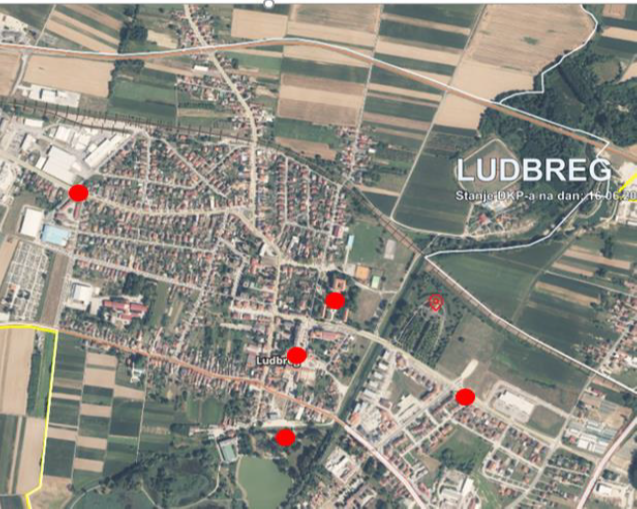 LUDBREG
Stanje DKP-a na dan: 16.06.20
Ludbreg